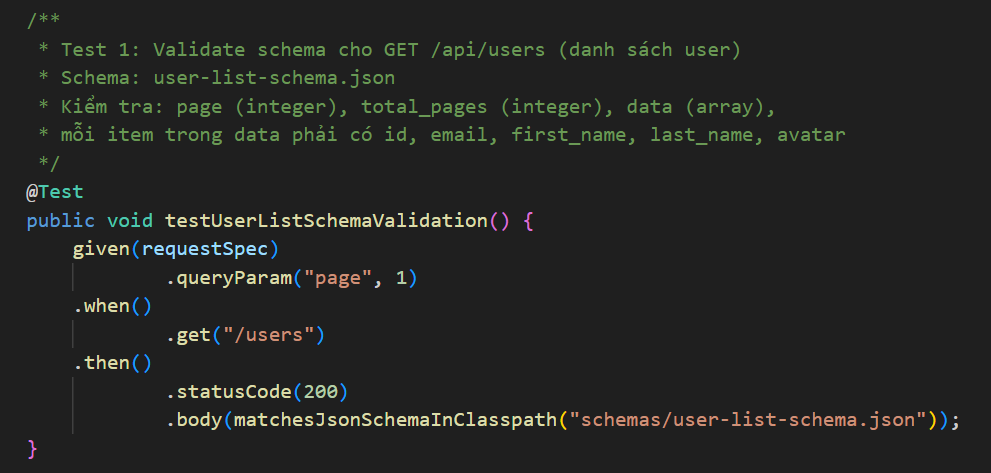 /**
 * Test 1: Validate schema cho GET /api/users (danh sách user)
 * Schema: user-list-schema.json
 * Kiểm tra: page (integer), total_pages (integer), data (array),
 * mỗi item trong data phải có id, email, first_name, last_name, avatar
 */
@Test
public void testUserListSchemaValidation() {
    given(requestSpec)
            .queryParam("page", 1)
    .when()
            .get("/users")
    .then()
            .statusCode(200)
            .body(matchesJsonSchemaInClasspath("schemas/user-list-schema.json"));
}